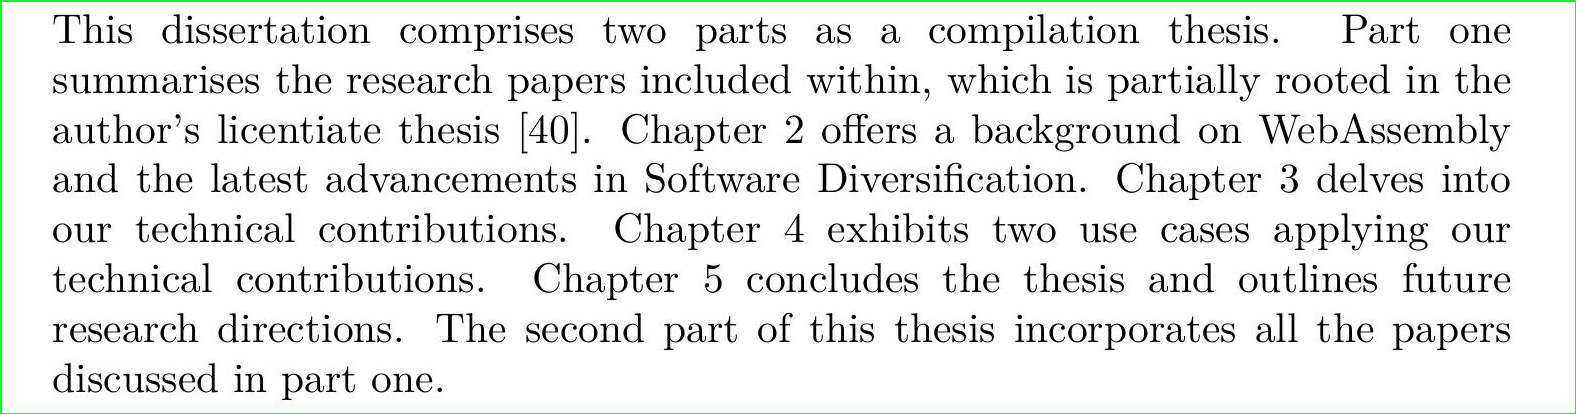 This dissertation comprises two parts as a compilation thesis. Part one
summarises the research papers included within, which is partially rooted in the
author's licentiate thesis [40]. Chapter 2 offers a background on WebAssembly
and the latest advancements in Software Diversification. Chapter 3 delves into
our technical contributions. Chapter 4 exhibits two use cases applying our
technical contributions. Chapter 5 concludes the thesis and outlines future
research directions. The second part of this thesis incorporates all the papers
discussed in part one.